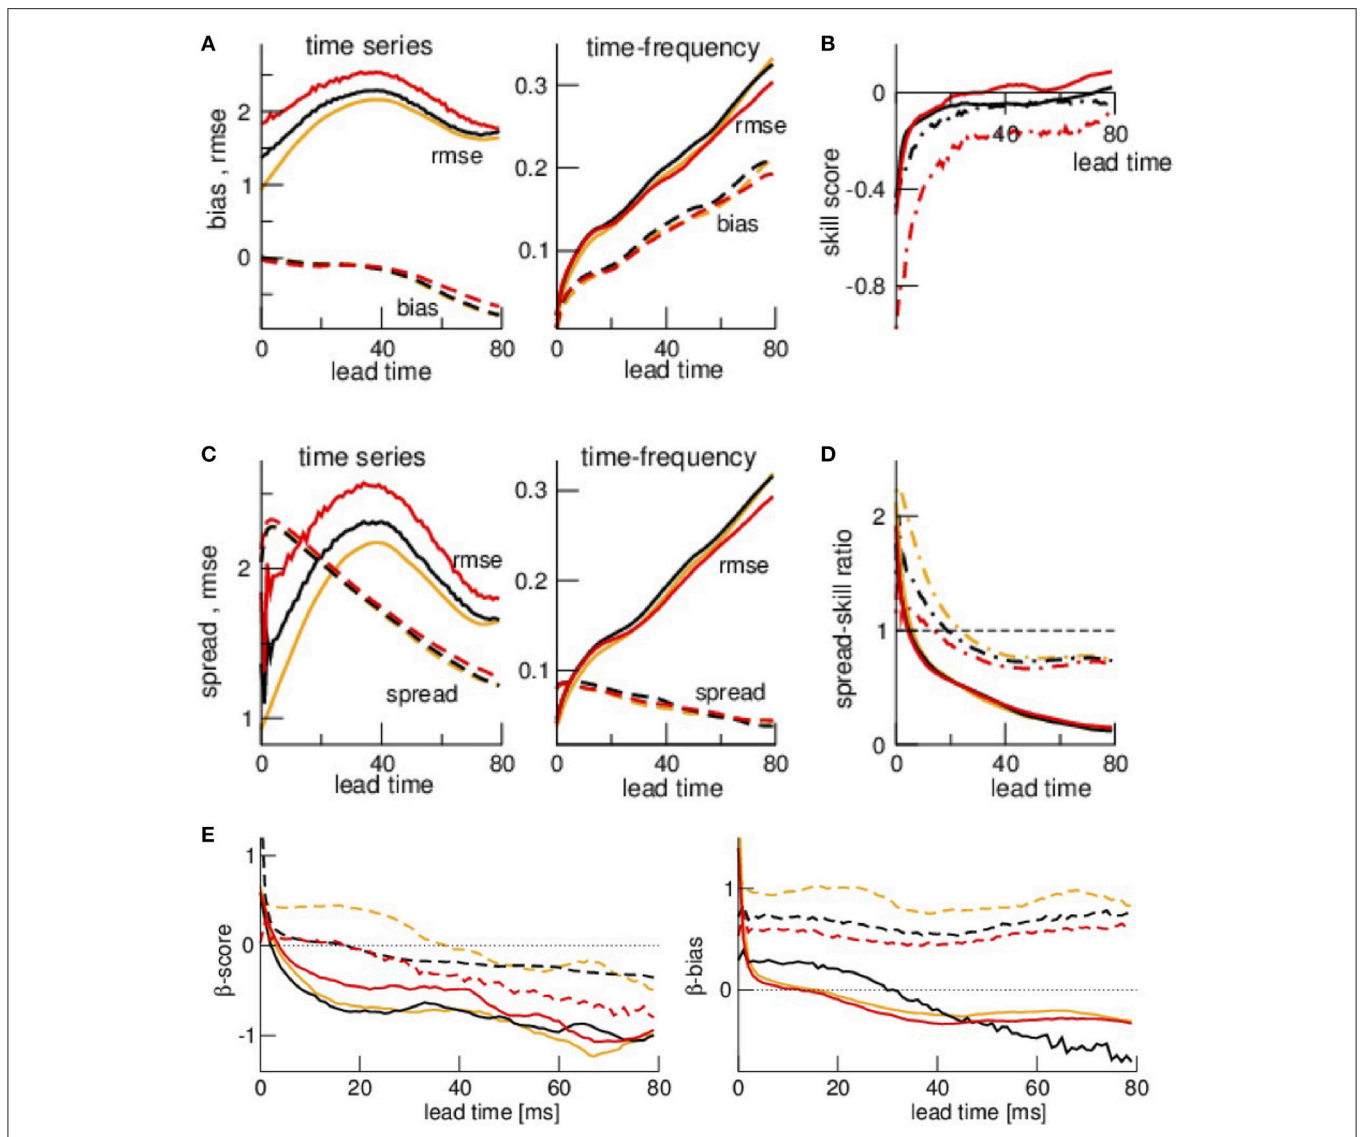 A
time series
time-frequency
B
bias , rmse
2
1
0
rmse
bias
0
40
80
lead time
0.3
0.2
0.1
rmse
bias
0
40
80
lead time
skill score
0
-0.4
-0.8
40
80
lead time
C
time series
time-frequency
D
spread , rmse
2
1
rmse
spread
0
40
80
lead time
0.3
0.2
0.1
rmse
spread
0
40
80
lead time
spread-skill ratio
2
1
0
0
40
80
lead time
E
β-score
1
0
-1
0
20
40
60
80
lead time [ms]
β-bias
1
0
0
20
40
60
80
lead time [ms]